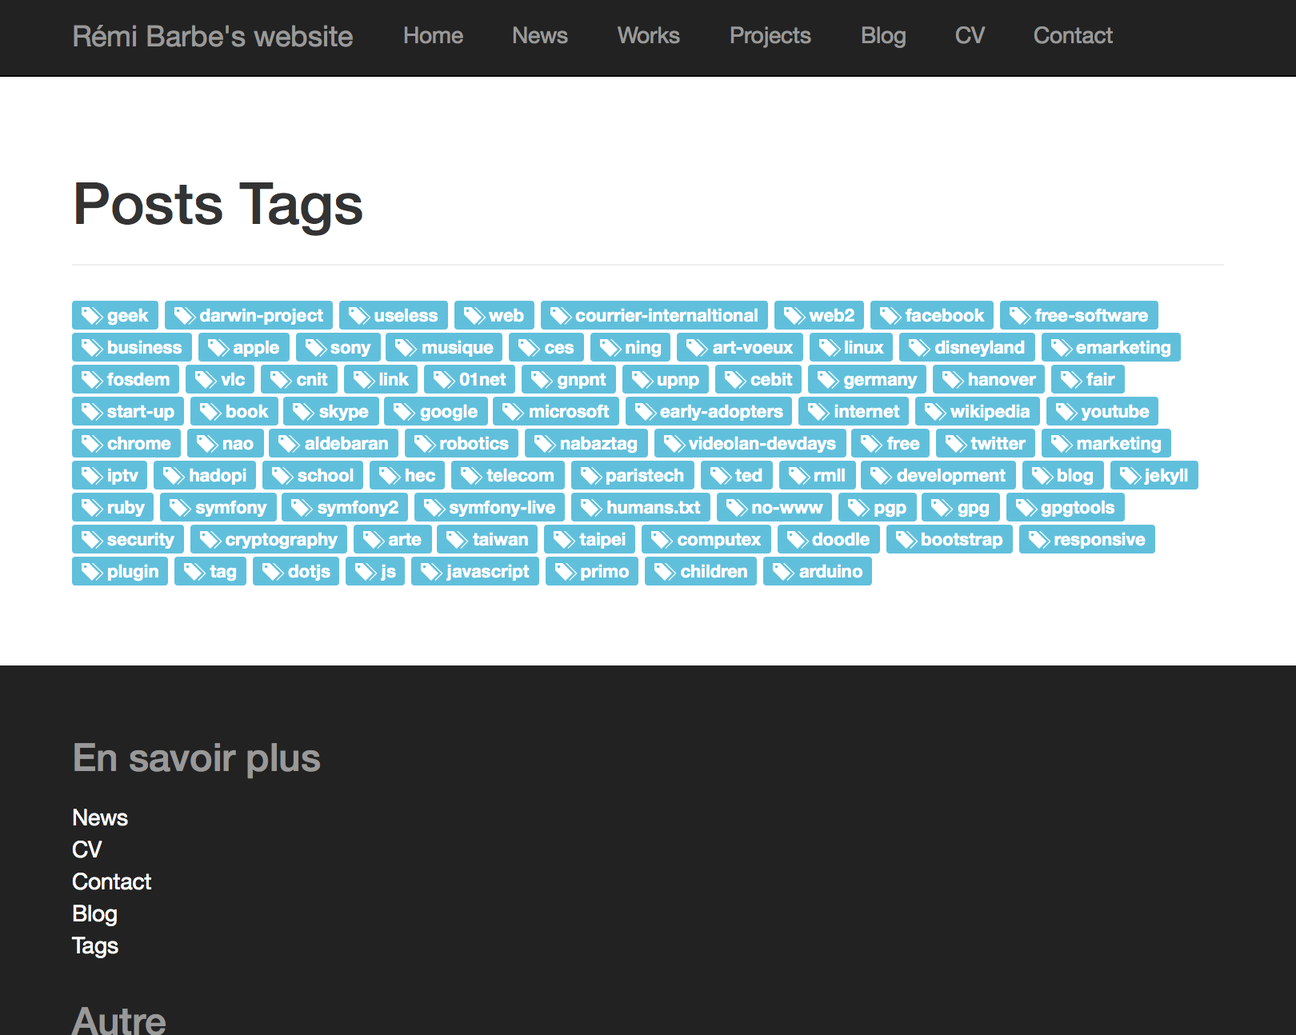 Rémi Barbe's website Home News Works Projects Blog CV Contact
Posts Tags
geek darwin-project useless web courrier-internaltional web2 facebook free-software
business apple sony musique ces ning art-voeux linux disneyland emarketing
fosdem vlc cnit link 01net gnpnt upnp cebit germany hanover fair
start-up book skype google microsoft early-adopters internet wikipedia youtube
chrome nao aldebaran robotics nabaztag videolan-devdays free twitter marketing
iptv hadopi school hec telecom paristech ted rmll development blog jekyll
ruby symfony symfony2 symfony-live humans.txt no-www pgp gpg gpgtools
security cryptography arte taiwan taipei computex doodle bootstrap responsive
plugin tag dotjs js javascript primo children arduino
En savoir plus
News
CV
Contact
Blog
Tags
Autre